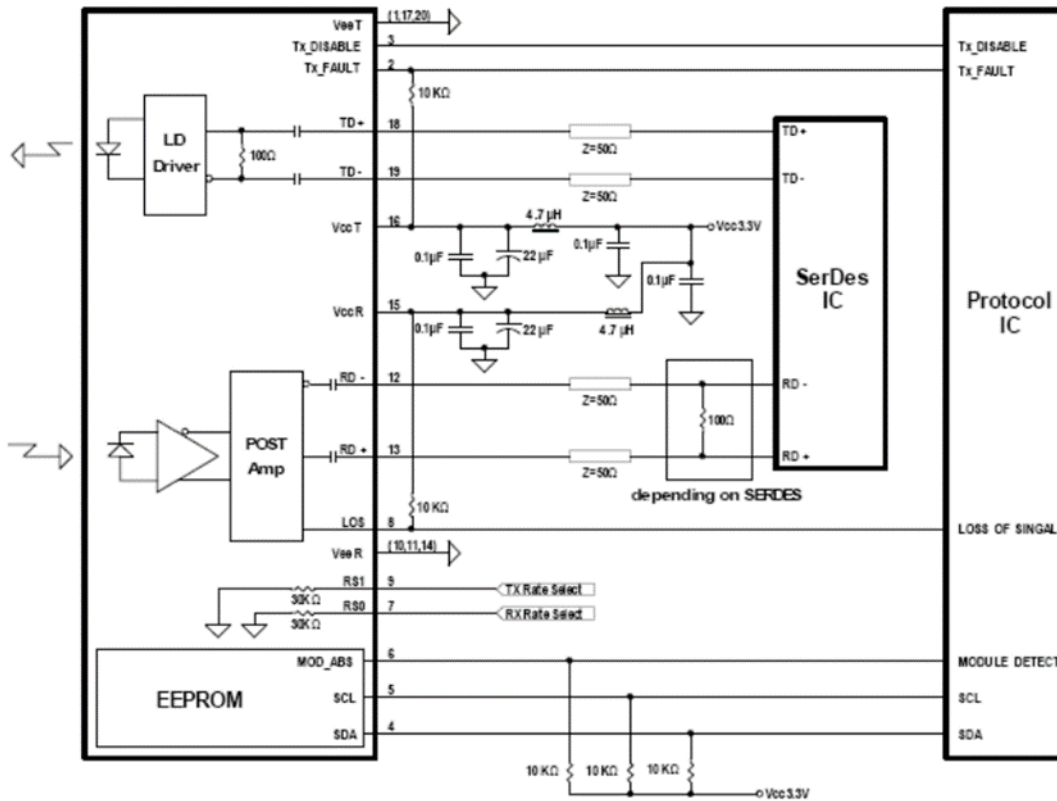 VeeT (1,17,20)
Tx_DISABLE 3 Tx_DISABLE
Tx_FAULT 2 Tx_FAULT
10 KΩ
LD
Driver
100Ω
TD+ 18 Z=50Ω TD+
TD- 19 Z=50Ω TD-
VccT 16 4.7 µH Vcc3.3V
0.1µF 22 µF 0.1µF
0.1µF
VccR 15
0.1µF 22 µF 4.7 µH
SerDes
IC
Protocol
IC
RD - 12 Z=50Ω RD -
100Ω
POST
Amp
RD + 13 Z=50Ω RD +
depending on SERDES
10 KΩ
LOS 8 LOSS OF SINGAL
VeeR (10,11,14)
RS1 9 TX Rate Select
30KΩ
RS0 7 RX Rate Select
30KΩ
MOD_ABS 6 MODULE DETECT
EEPROM
SCL 5 SCL
SDA 4 SDA
10 KΩ 10 KΩ 10 KΩ
Vcc3.3V